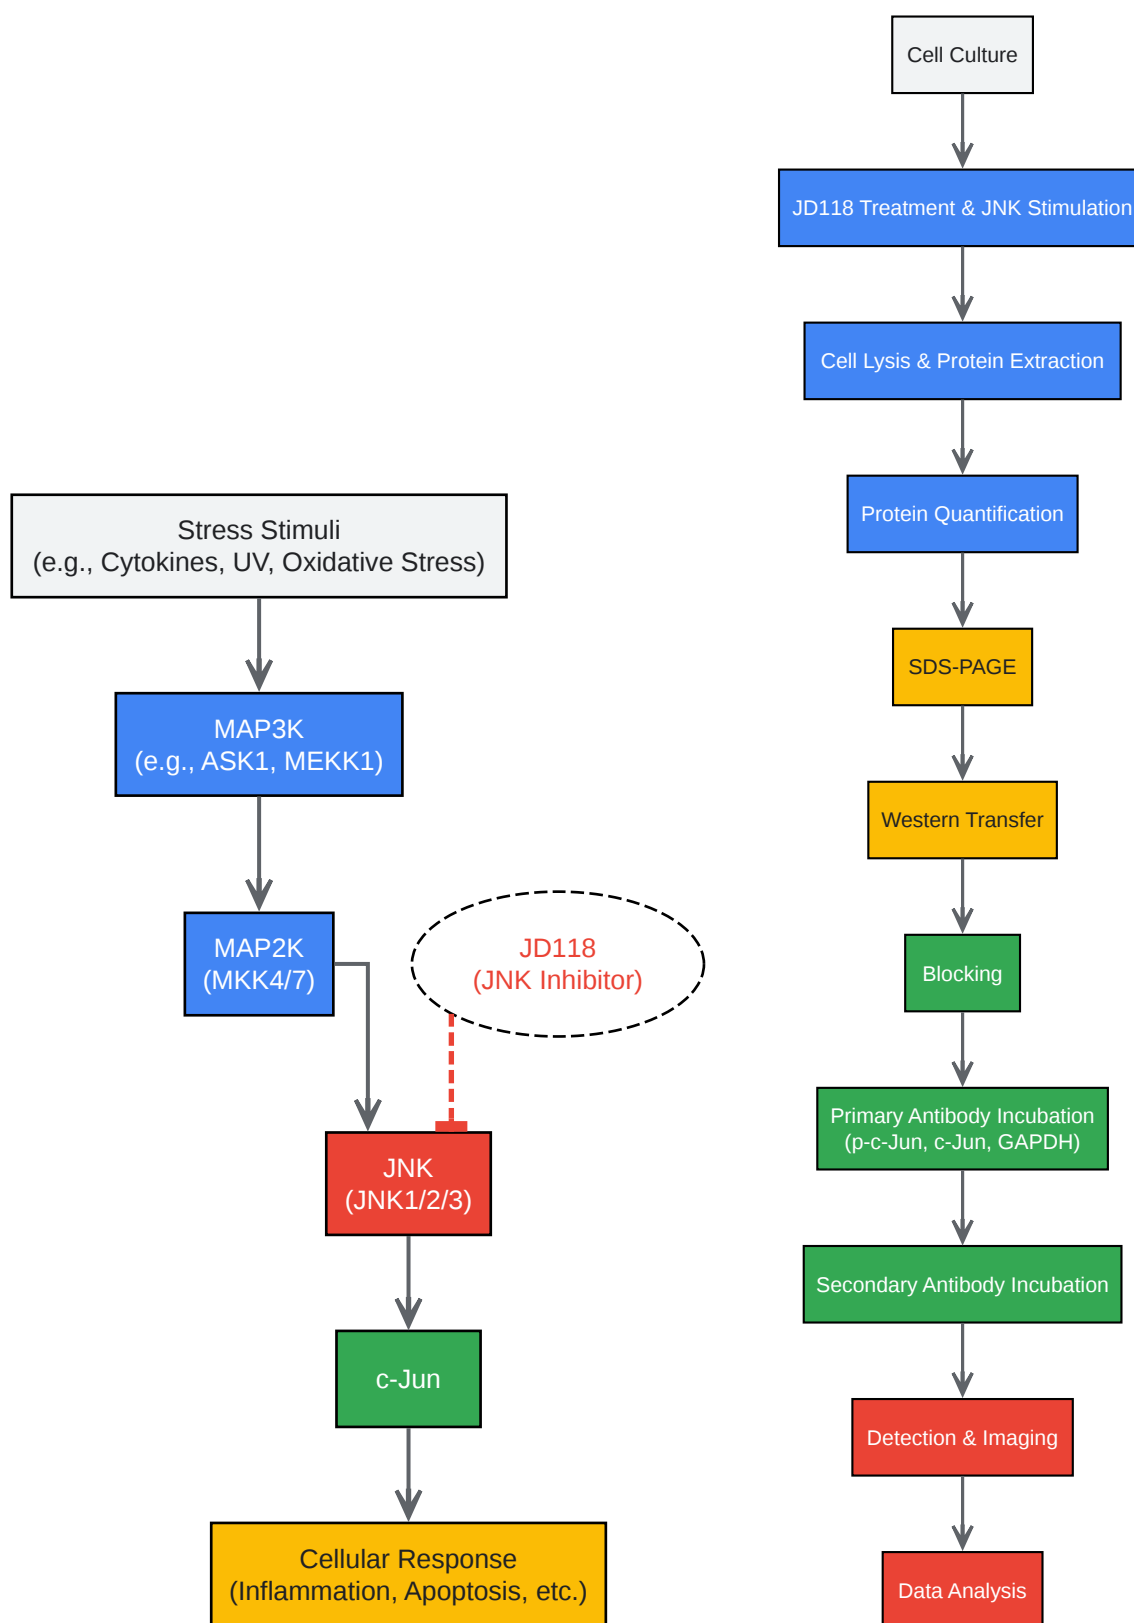 Stress Stimuli
(e.g., Cytokines, UV, Oxidative Stress)
MAP3K
(e.g., ASK1, MEKK1)
MAP2K
(MKK4/7)
JD118
(JNK Inhibitor)
JNK
(JNK1/2/3)
c-Jun
Cellular Response
(Inflammation, Apoptosis, etc.)
Cell Culture
JD118 Treatment & JNK Stimulation
Cell Lysis & Protein Extraction
Protein Quantification
SDS-PAGE
Western Transfer
Blocking
Primary Antibody Incubation
(p-c-Jun, c-Jun, GAPDH)
Secondary Antibody Incubation
Detection & Imaging
Data Analysis